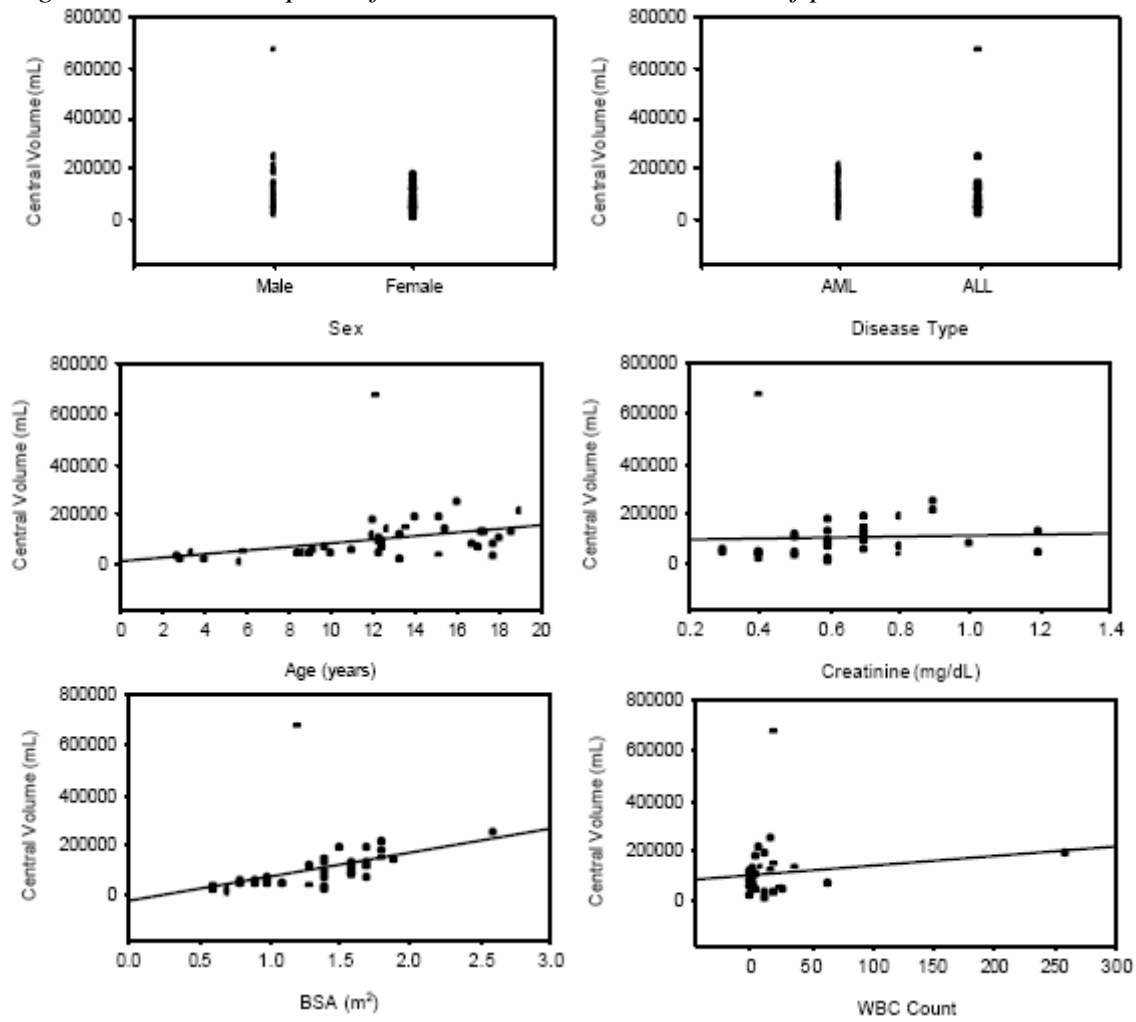 800000 800000
600000 600000
400000 400000
200000 200000
0 0
Central Volume (mL) Central Volume (mL)
Male Female AML ALL
Sex Disease Type
800000 800000
600000 600000
400000 400000
200000 200000
0 0
Central Volume (mL) Central Volume (mL)
0 2 4 6 8 10 12 14 16 18 20 0.2 0.4 0.6 0.8 1.0 1.2 1.4
Age (years) Creatinine (mg/dL)
800000 800000
600000 600000
400000 400000
200000 200000
0 0
Central Volume (mL) Central Volume (mL)
0.0 0.5 1.0 1.5 2.0 2.5 3.0 0 50 100 150 200 250 300
BSA (m²) WBC Count